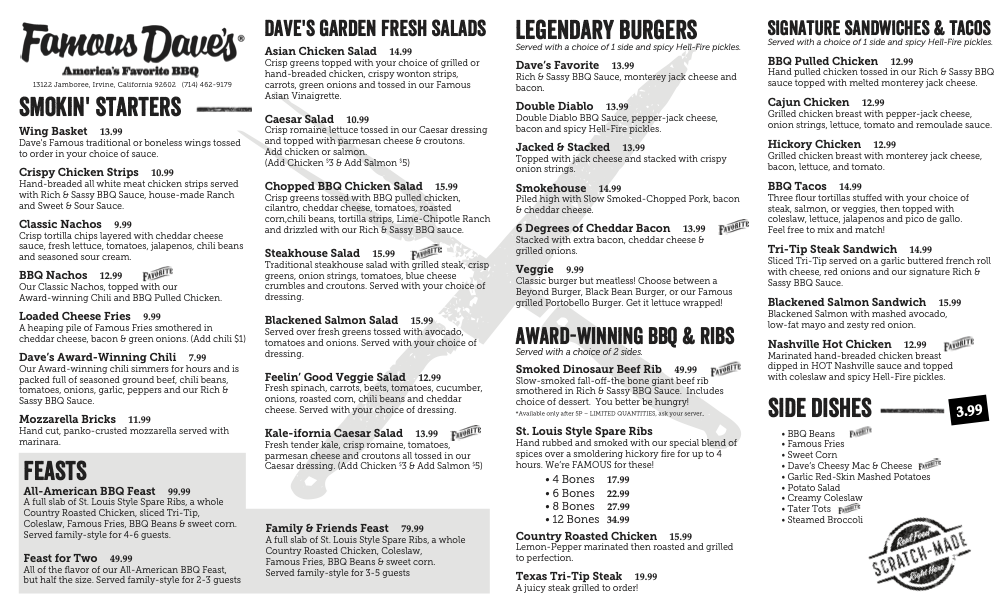 Famous Dave's®
America's Favorite BBQ
13122 Jamboree, Irvine, California 92602 (714) 462-9179
SMOKIN' STARTERS
Wing Basket 13.99
Dave's Famous traditional or boneless wings tossed
to order in your choice of sauce.
Crispy Chicken Strips 10.99
Hand-breaded all white meat chicken strips served
with Rich & Sassy BBQ Sauce, house-made Ranch
and Sweet & Sour Sauce.
Classic Nachos 9.99
Crisp tortilla chips layered with cheddar cheese
sauce, fresh lettuce, tomatoes, jalapenos, chili beans
and seasoned sour cream.
BBQ Nachos 12.99 FAVORITE
Our Classic Nachos, topped with our
Award-winning Chili and BBQ Pulled Chicken.
Loaded Cheese Fries 9.99
A heaping pile of Famous Fries smothered in
cheddar cheese, bacon & green onions. (Add chili $1)
Dave's Award-Winning Chili 7.99
Our Award-winning chili simmers for hours and is
packed full of seasoned ground beef, chili beans,
tomatoes, onions, garlic, peppers and our Rich &
Sassy BBQ Sauce.
Mozzarella Bricks 11.99
Hand cut, panko-crusted mozzarella served with
marinara.
FEASTS
All-American BBQ Feast 99.99
A full slab of St. Louis Style Spare Ribs, a whole
Country Roasted Chicken, sliced Tri-Tip,
Coleslaw, Famous Fries, BBQ Beans & sweet corn.
Served family-style for 4-6 guests.
Feast for Two 49.99
All of the flavor of our All-American BBQ Feast,
but half the size. Served family-style for 2-3 guests
DAVE'S GARDEN FRESH SALADS
Asian Chicken Salad 14.99
Crisp greens topped with your choice of grilled or
hand-breaded chicken, crispy wonton strips,
carrots, green onions and tossed in our Famous
Asian Vinaigrette.
Caesar Salad 10.99
Crisp romaine lettuce tossed in our Caesar dressing
and topped with parmesan cheese & croutons.
Add chicken or salmon.
(Add Chicken $3 & Add Salmon $5)
Chopped BBQ Chicken Salad 15.99
Crisp greens tossed with BBQ pulled chicken,
cilantro, cheddar cheese, tomatoes, roasted
corn,chili beans, tortilla strips, Lime-Chipotle Ranch
and drizzled with our Rich & Sassy BBQ sauce.
Steakhouse Salad 15.99 FAVORITE
Traditional steakhouse salad with grilled steak, crisp
greens, onion strings, tomatoes, blue cheese
crumbles and croutons. Served with your choice of
dressing.
Blackened Salmon Salad 15.99
Served over fresh greens tossed with avocado,
tomatoes and onions. Served with your choice of
dressing.
Feelin' Good Veggie Salad 12.99
Fresh spinach, carrots, beets, tomatoes, cucumber,
onions, roasted corn, chili beans and cheddar
cheese. Served with your choice of dressing.
Kale-ifornia Caesar Salad 13.99 FAVORITE
Fresh tender kale, crisp romaine, tomatoes,
parmesan cheese and croutons all tossed in our
Caesar dressing. (Add Chicken $3 & Add Salmon $5)
Family & Friends Feast 79.99
A full slab of St. Louis Style Spare Ribs, a whole
Country Roasted Chicken, Coleslaw,
Famous Fries, BBQ Beans & sweet corn.
Served family-style for 3-5 guests
LEGENDARY BURGERS
Served with a choice of 1 side and spicy Hell-Fire pickles.
Dave's Favorite 13.99
Rich & Sassy BBQ Sauce, monterey jack cheese and
bacon.
Double Diablo 13.99
Double Diablo BBQ Sauce, pepper-jack cheese,
bacon and spicy Hell-Fire pickles.
Jacked & Stacked 13.99
Topped with jack cheese and stacked with crispy
onion strings.
Smokehouse 14.99
Piled high with Slow Smoked-Chopped Pork, bacon
& cheddar cheese.
6 Degrees of Cheddar Bacon 13.99 FAVORITE
Stacked with extra bacon, cheddar cheese &
grilled onions.
Veggie 9.99
Classic burger but meatless! Choose between a
Beyond Burger, Black Bean Burger, or our Famous
grilled Portobello Burger. Get it lettuce wrapped!
AWARD-WINNING BBQ & RIBS
Served with a choice of 2 sides.
Smoked Dinosaur Beef Rib 49.99 FAVORITE
Slow-smoked fall-off-the bone giant beef rib
smothered in Rich & Sassy BBQ Sauce. Includes
choice of dessert. You better be hungry!
*Available only after 5P – LIMITED QUANTITIES, ask your server.
St. Louis Style Spare Ribs
Hand rubbed and smoked with our special blend of
spices over a smoldering hickory fire for up to 4
hours. We're FAMOUS for these!
• 4 Bones 17.99
• 6 Bones 22.99
• 8 Bones 27.99
• 12 Bones 34.99
Country Roasted Chicken 15.99
Lemon-Pepper marinated then roasted and grilled
to perfection.
Texas Tri-Tip Steak 19.99
A juicy steak grilled to order!
SIGNATURE SANDWICHES & TACOS
Served with a choice of 1 side and spicy Hell-Fire pickles.
BBQ Pulled Chicken 12.99
Hand pulled chicken tossed in our Rich & Sassy BBQ
sauce topped with melted monterey jack cheese.
Cajun Chicken 12.99
Grilled chicken breast with pepper-jack cheese,
onion strings, lettuce, tomato and remoulade sauce.
Hickory Chicken 12.99
Grilled chicken breast with monterey jack cheese,
bacon, lettuce, and tomato.
BBQ Tacos 14.99
Three flour tortillas stuffed with your choice of
steak, salmon, or veggies, then topped with
coleslaw, lettuce, jalapenos and pico de gallo.
Feel free to mix and match!
Tri-Tip Steak Sandwich 14.99
Sliced Tri-Tip served on a garlic buttered french roll
with cheese, red onions and our signature Rich &
Sassy BBQ Sauce.
Blackened Salmon Sandwich 15.99
Blackened Salmon with mashed avocado,
low-fat mayo and zesty red onion.
Nashville Hot Chicken 12.99 FAVORITE
Marinated hand-breaded chicken breast
dipped in HOT Nashville sauce and topped
with coleslaw and spicy Hell-Fire pickles.
SIDE DISHES 3.99
• BBQ Beans FAVORITE
• Famous Fries
• Sweet Corn
• Dave's Cheesy Mac & Cheese FAVORITE
• Garlic Red-Skin Mashed Potatoes
• Potato Salad
• Creamy Coleslaw
• Tater Tots FAVORITE
• Steamed Broccoli
Real Food
SCRATCH-MADE
Right Here